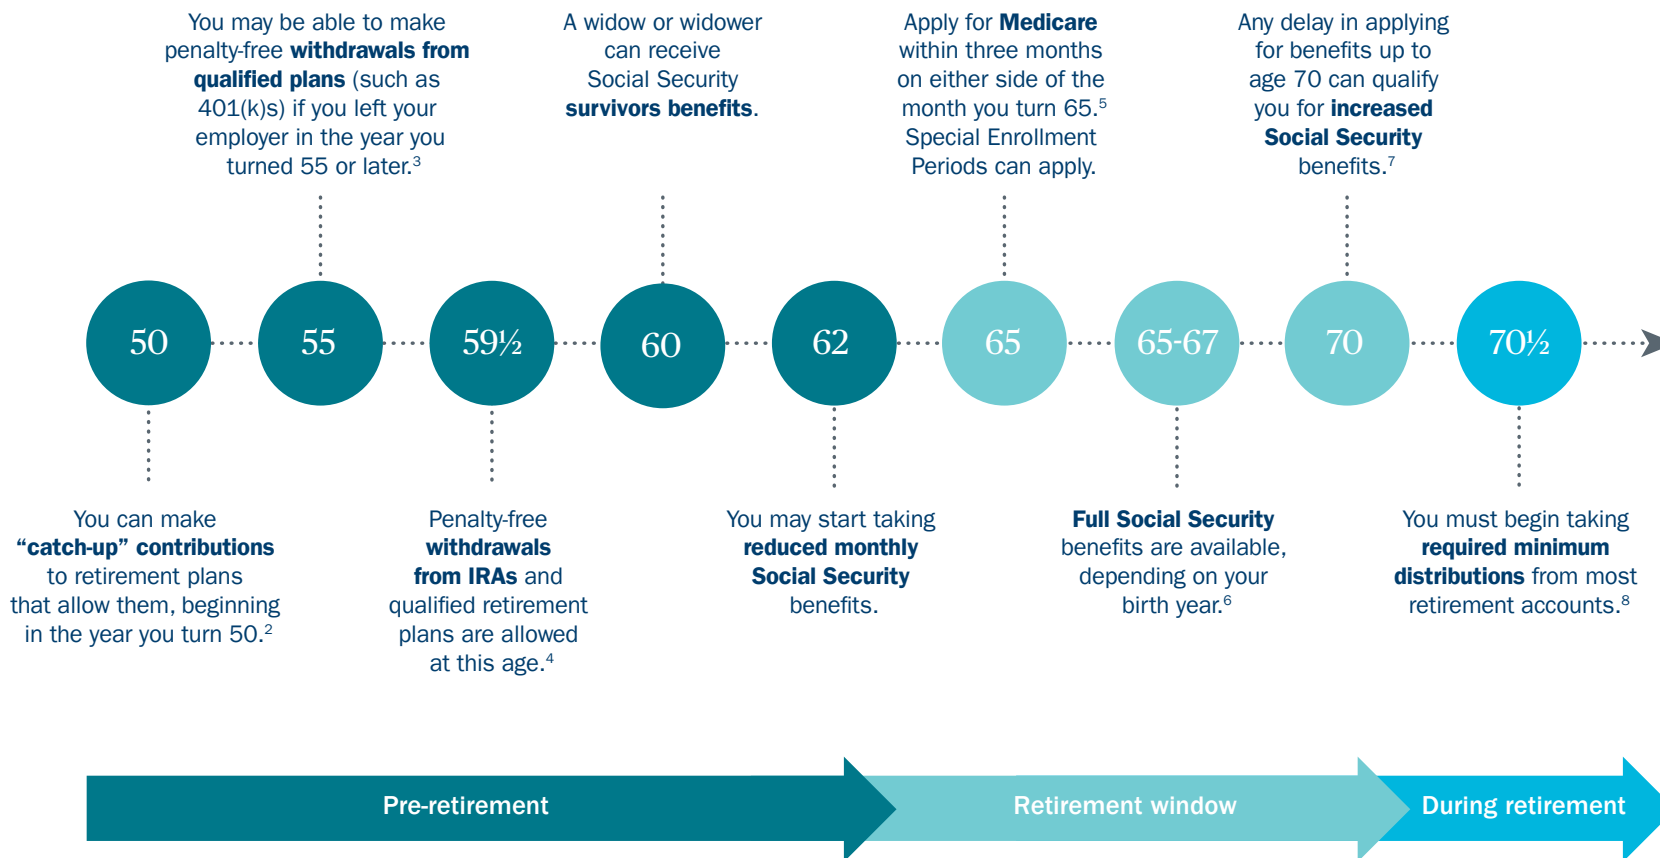 You may be able to make
penalty-free withdrawals from
qualified plans (such as
401(k)s) if you left your
employer in the year you
turned 55 or later.3
A widow or widower
can receive
Social Security
survivors benefits.
Apply for Medicare
within three months
on either side of the
month you turn 65.5
Special Enrollment
Periods can apply.
Any delay in applying
for benefits up to
age 70 can qualify
you for increased
Social Security
benefits.7
50
55
59½
60
62
65
65-67
70
70½
You can make
“catch-up” contributions
to retirement plans
that allow them, beginning
in the year you turn 50.2
Penalty-free
withdrawals
from IRAs and
qualified retirement
plans are allowed
at this age.4
You may start taking
reduced monthly
Social Security
benefits.
Full Social Security
benefits are available,
depending on your
birth year.6
You must begin taking
required minimum
distributions from most
retirement accounts.8
Pre-retirement
Retirement window
During retirement